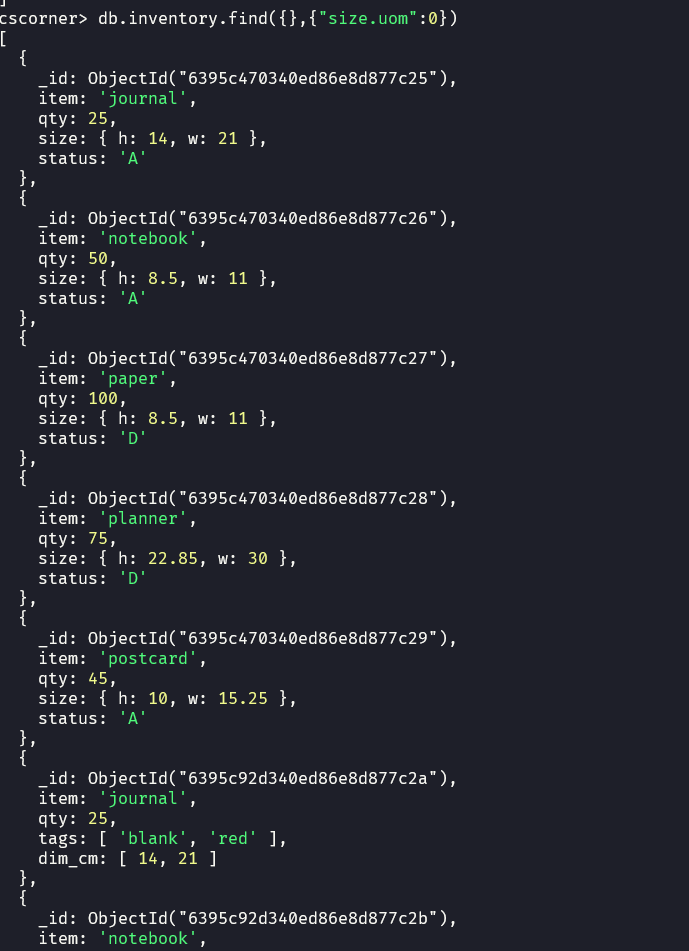 ]
cscorner> db.inventory.find({},{"size.uom":0})
[
  {
    _id: ObjectId("6395c470340ed86e8d877c25"),
    item: 'journal',
    qty: 25,
    size: { h: 14, w: 21 },
    status: 'A'
  },
  {
    _id: ObjectId("6395c470340ed86e8d877c26"),
    item: 'notebook',
    qty: 50,
    size: { h: 8.5, w: 11 },
    status: 'A'
  },
  {
    _id: ObjectId("6395c470340ed86e8d877c27"),
    item: 'paper',
    qty: 100,
    size: { h: 8.5, w: 11 },
    status: 'D'
  },
  {
    _id: ObjectId("6395c470340ed86e8d877c28"),
    item: 'planner',
    qty: 75,
    size: { h: 22.85, w: 30 },
    status: 'D'
  },
  {
    _id: ObjectId("6395c470340ed86e8d877c29"),
    item: 'postcard',
    qty: 45,
    size: { h: 10, w: 15.25 },
    status: 'A'
  },
  {
    _id: ObjectId("6395c92d340ed86e8d877c2a"),
    item: 'journal',
    qty: 25,
    tags: [ 'blank', 'red' ],
    dim_cm: [ 14, 21 ]
  },
  {
    _id: ObjectId("6395c92d340ed86e8d877c2b"),
    item: 'notebook',